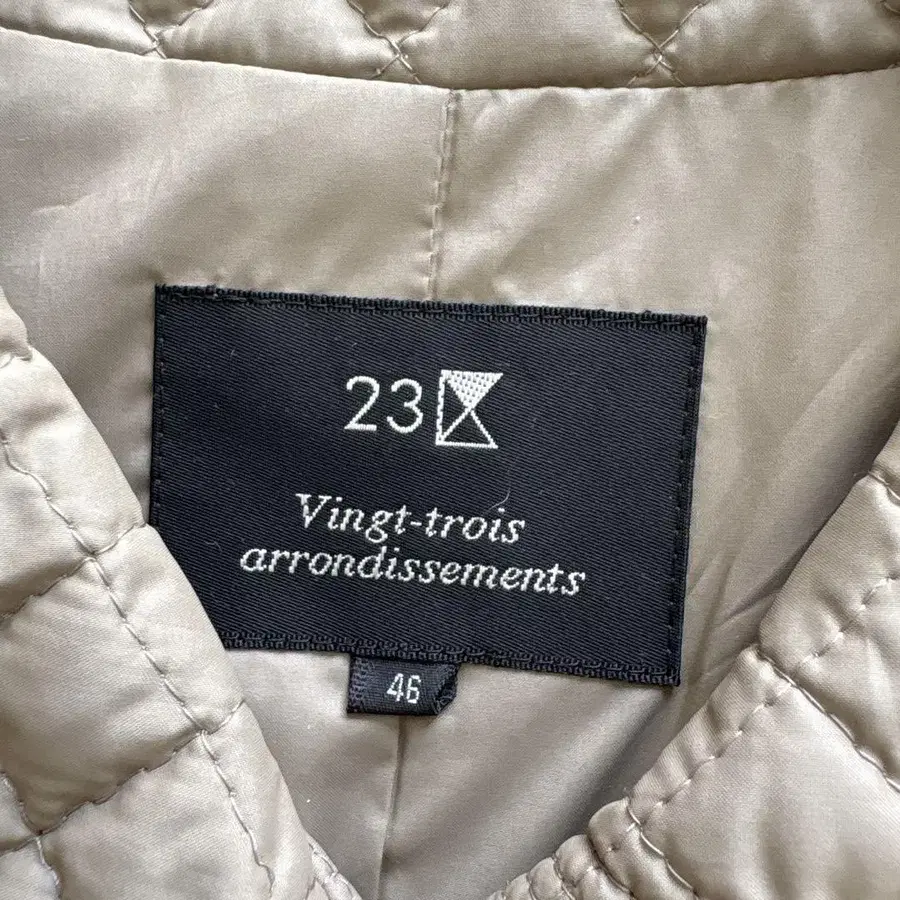 23
Vingt-trois
arrondissements
46